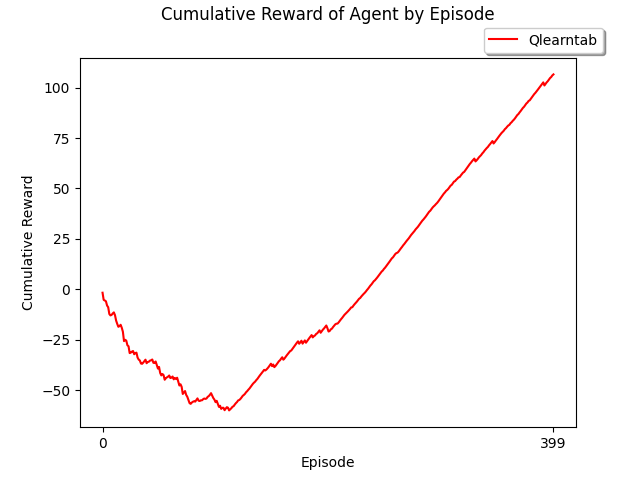 Cumulative Reward of Agent by Episode
Qlearntab
100
75
50
25
0
−25
−50
Cumulative Reward
0
399
Episode